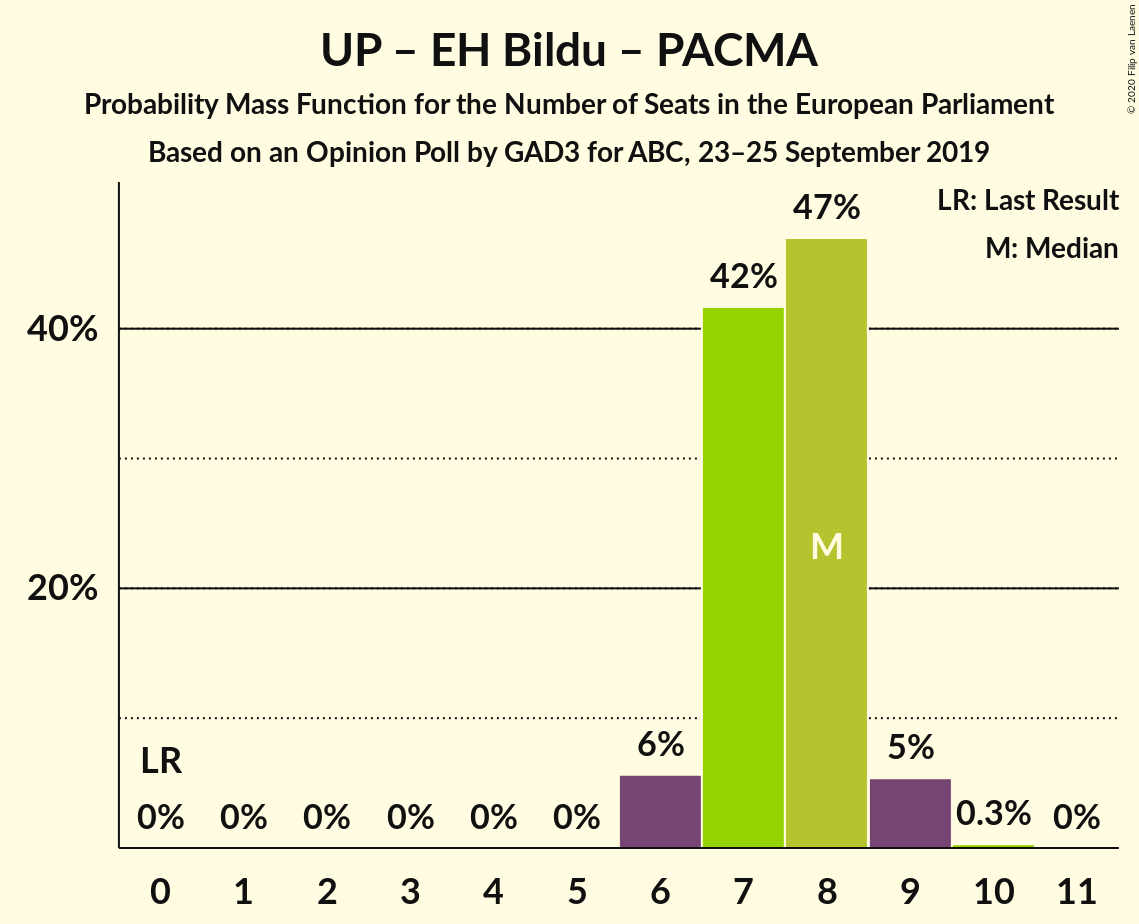 UP – EH Bildu – PACMA
Probability Mass Function for the Number of Seats in the European Parliament
Based on an Opinion Poll by GAD3 for ABC, 23–25 September 2019
© 2020 Filip van Laenen
LR: Last Result
M: Median
47%
42%
40%
M
20%
LR
6%
5%
0%
0%
0%
0%
0%
0%
0.3%
0%
0 1 2 3 4 5 6 7 8 9 10 11